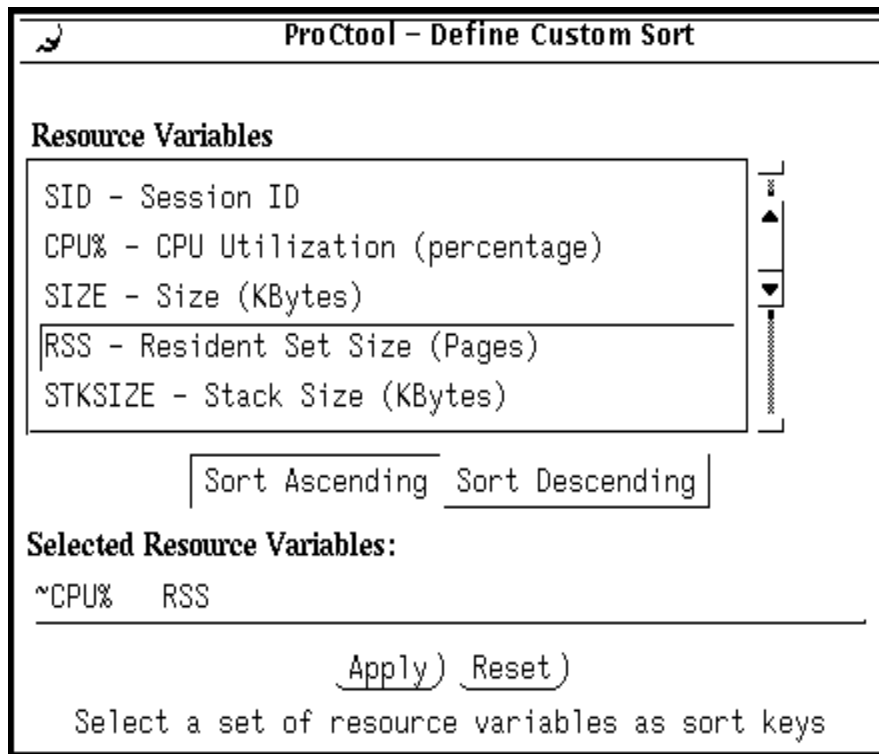 ProCtool – Define Custom Sort
Resource Variables
SID – Session ID
CPU% – CPU Utilization (percentage)
SIZE – Size (KBytes)
RSS – Resident Set Size (Pages)
STKSIZE – Stack Size (KBytes)
Sort Ascending Sort Descending
Selected Resource Variables:
~CPU% RSS
Apply Reset
Select a set of resource variables as sort keys